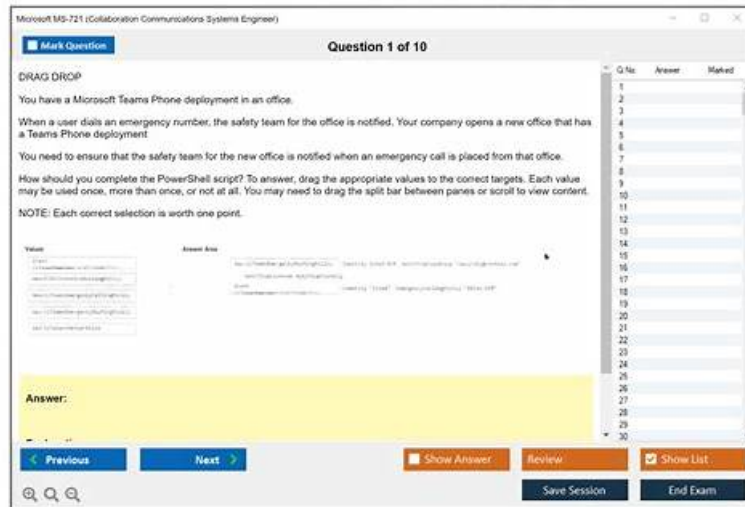 Microsoft MS-721 (Collaboration Communications Systems Engineer)
Mark Question
Question 1 of 10
Q No Answer Marked
DRAG DROP
You have a Microsoft Teams Phone deployment in an office.
When a user dials an emergency number, the safety team for the office is notified. Your company opens a new office that has
a Teams Phone deployment
You need to ensure that the safety team for the new office is notified when an emergency call is placed from that office.
How should you complete the PowerShell script? To answer, drag the appropriate values to the correct targets. Each value
may be used once, more than once, or not at all. You may need to drag the split bar between panes or scroll to view content.
NOTE: Each correct selection is worth one point.
Values Answer Area
Answer:
1
2
3
4
5
6
7
8
9
10
11
12
13
14
15
16
17
18
19
20
21
22
23
24
25
26
27
28
29
30
Previous
Next
Show Answer
Review
Show List
Save Session
End Exam